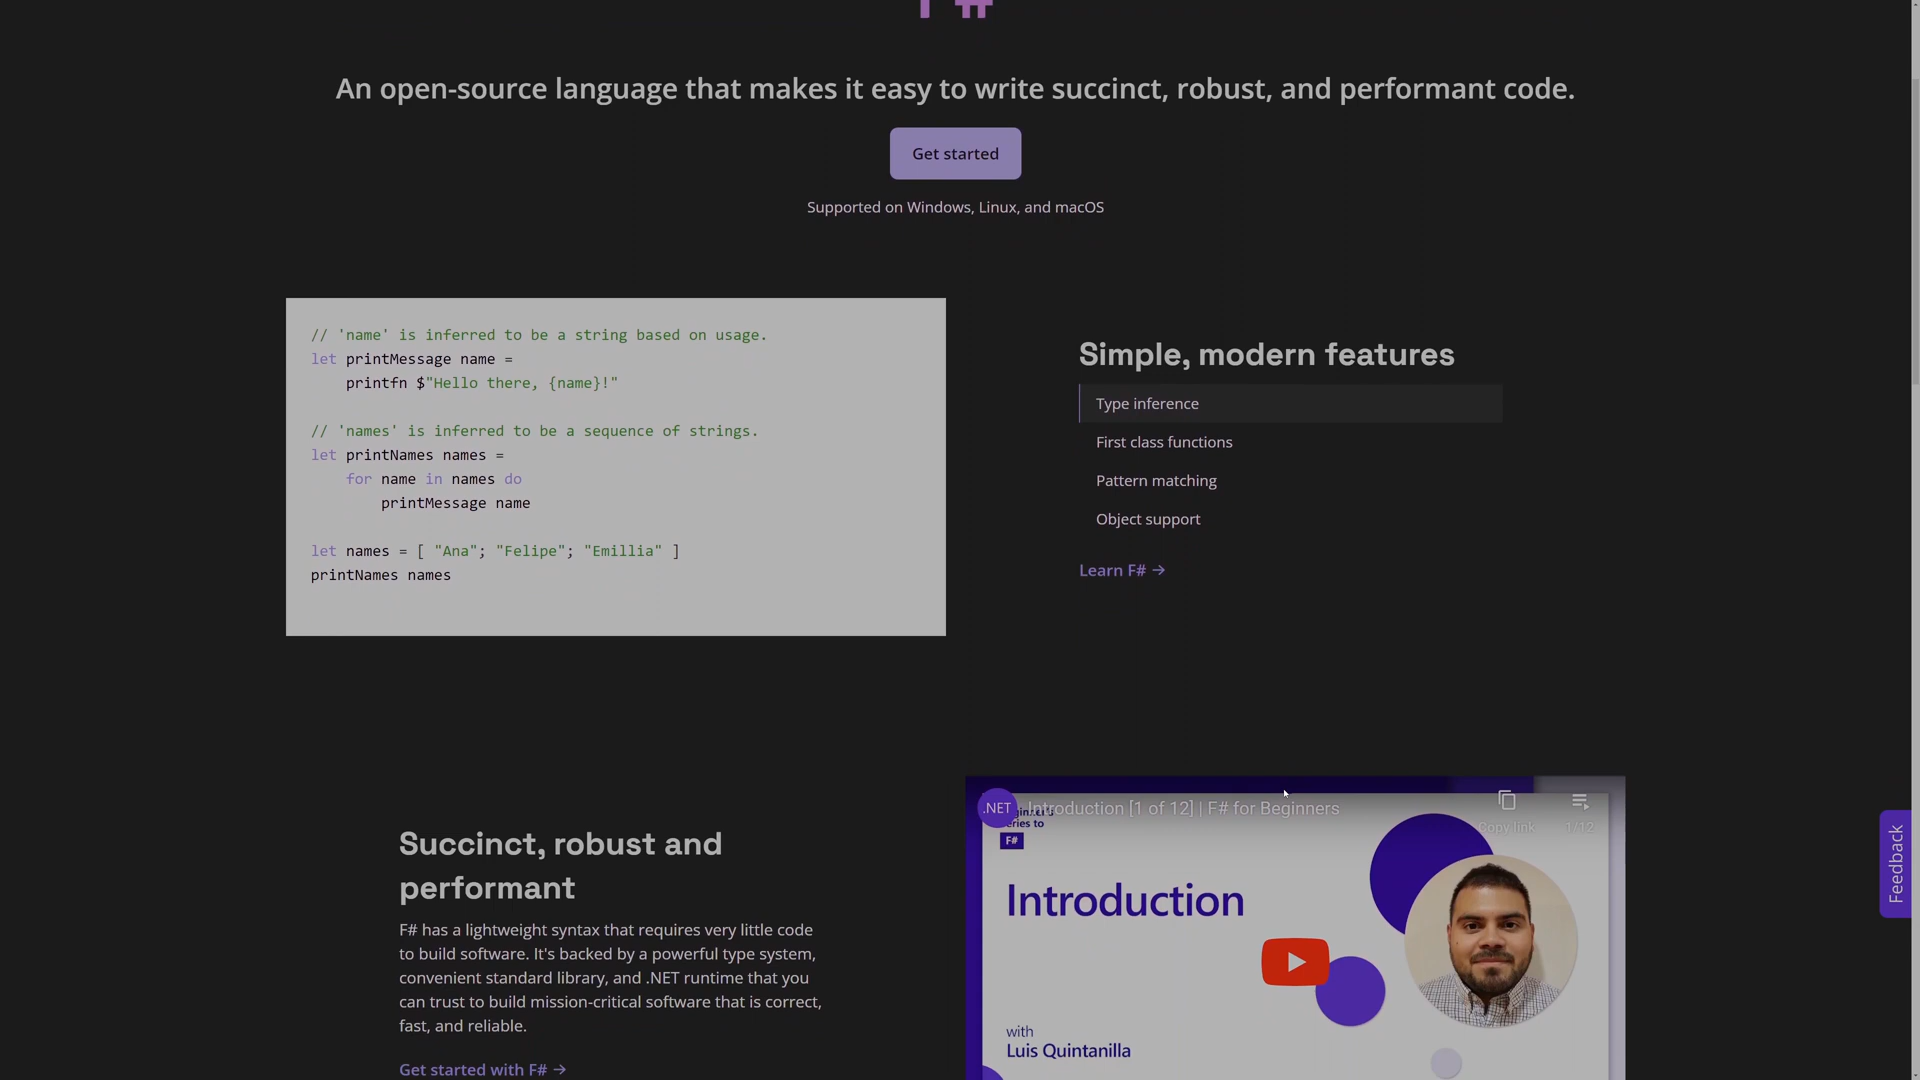 F#
An open-source language that makes it easy to write succinct, robust, and performant code.
Get started
Supported on Windows, Linux, and macOS
// 'name' is inferred to be a string based on usage.
let printMessage name =
    printfn $"Hello there, {name}!"
// 'names' is inferred to be a sequence of strings.
let printNames names =
    for name in names do
        printMessage name
let names = [ "Ana"; "Felipe"; "Emillia" ]
printNames names
Simple, modern features
Type inference
First class functions
Pattern matching
Object support
Learn F# →
Succinct, robust and
performant
F# has a lightweight syntax that requires very little code
to build software. It's backed by a powerful type system,
convenient standard library, and .NET runtime that you
can trust to build mission-critical software that is correct,
fast, and reliable.
Get started with F# →
.NET
Introduction [1 of 12] | F# for Beginners
Copy link
1/12
F#
Introduction
with
Luis Quintanilla
Feedback